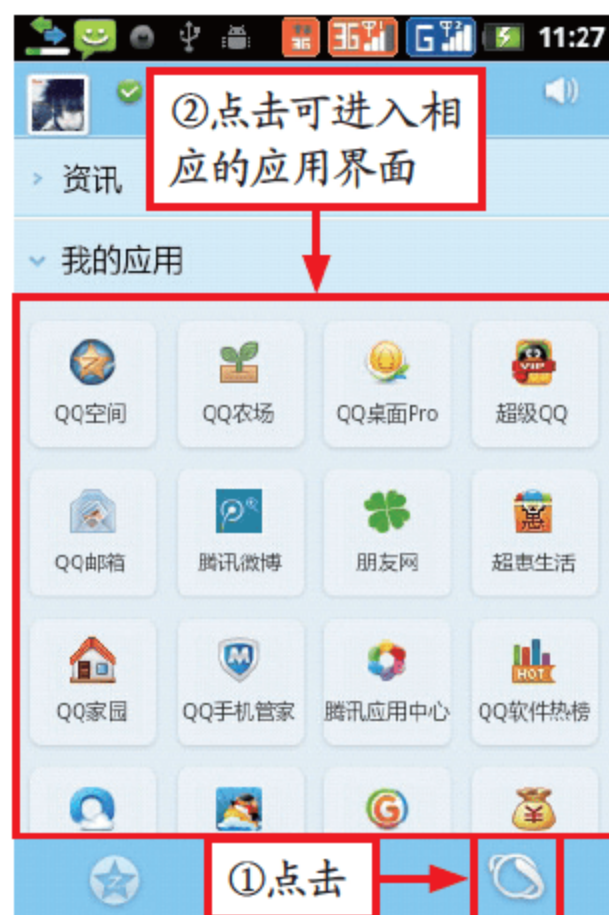 3G 3G 1 G 2 11:27
②点击可进入相
应的应用界面
资讯
我的应用
QQ空间 QQ农场 QQ桌面Pro 超级QQ
QQ邮箱 腾讯微博 朋友网 超惠生活
QQ家园 QQ手机管家 腾讯应用中心 QQ软件热榜
①点击